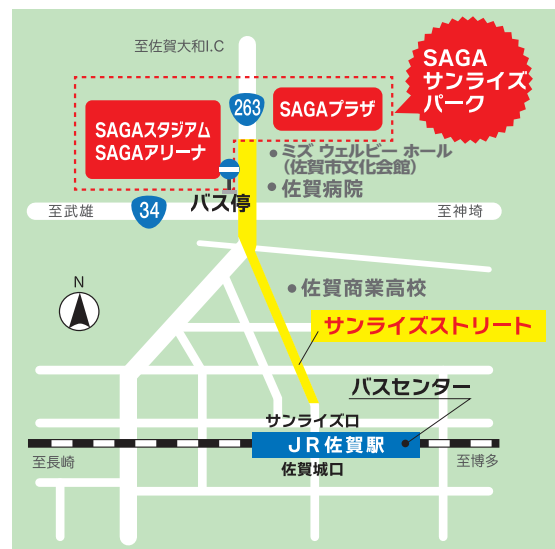 至佐賀大和I.C
SAGA
サンライズ
パーク
263
SAGAプラザ
SAGAスタジアム
SAGAアリーナ
ミズ ウェルビー ホール
(佐賀市文化会館)
佐賀病院
バス停
至武雄
34
至神埼
N
佐賀商業高校
サンライズストリート
バスセンター
サンライズ口
JR佐賀駅
至長崎
至博多
佐賀城口